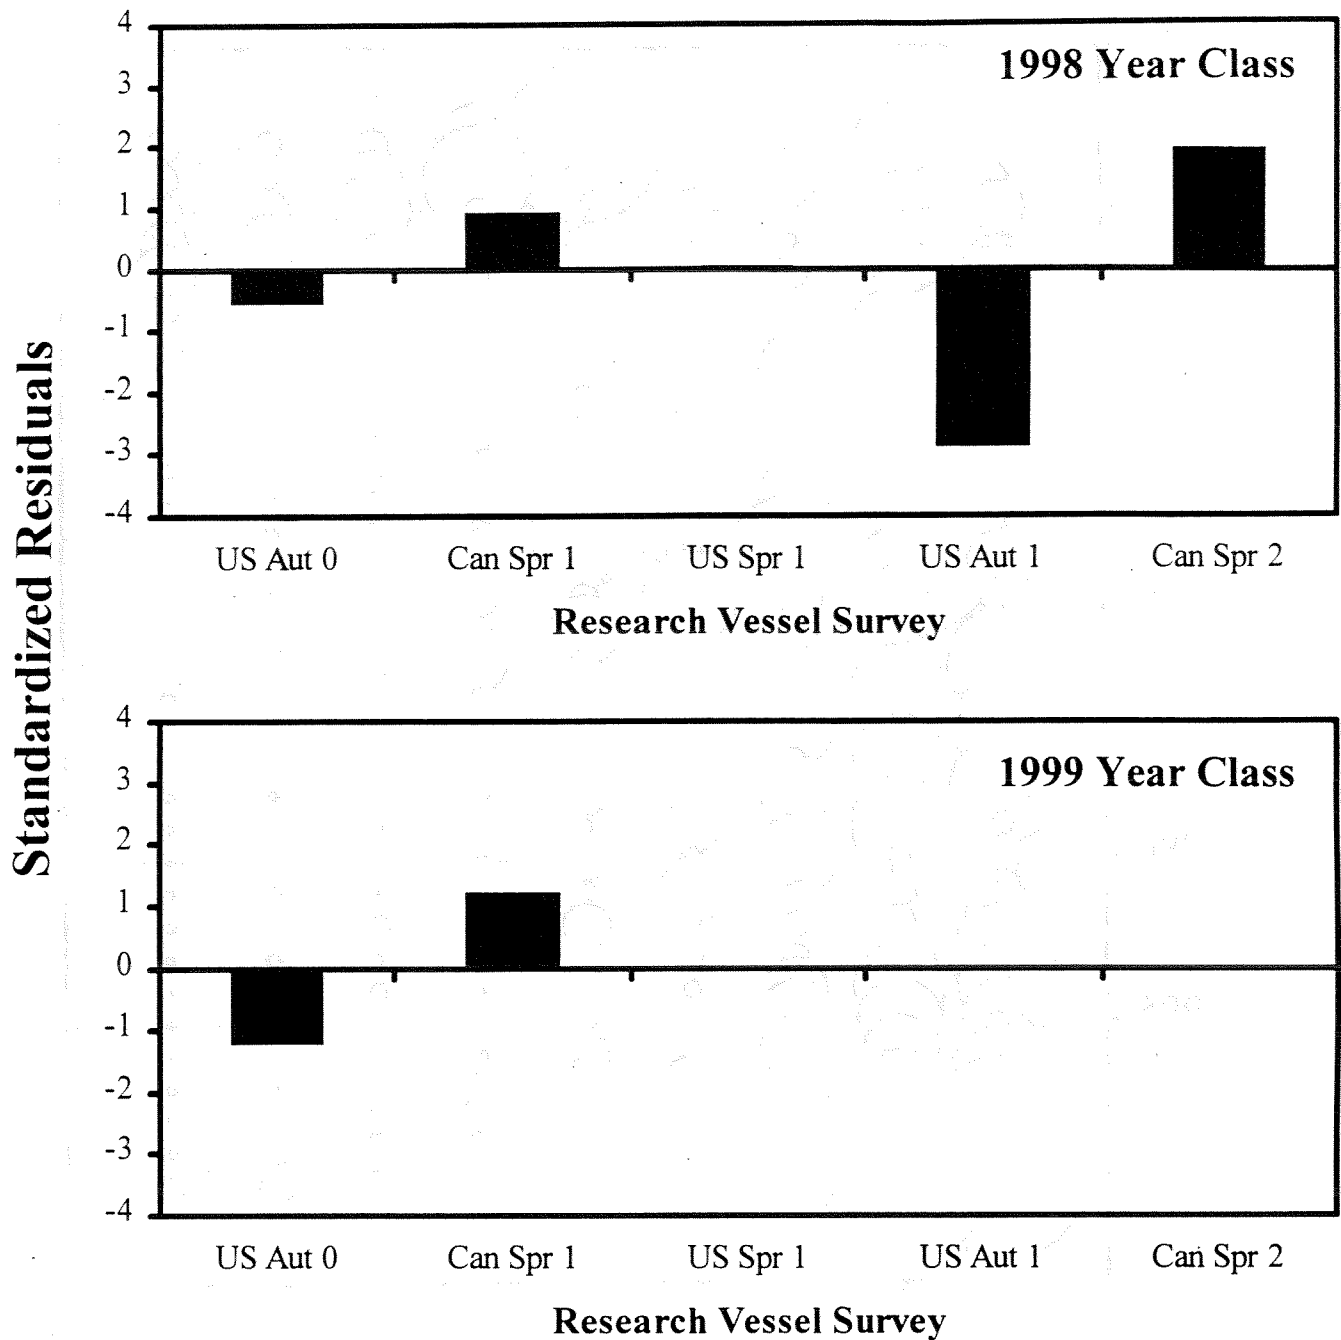 Standardized Residuals
1998 Year Class
4
3
2
1
0
-1
-2
-3
-4
US Aut 0 Can Spr 1 US Spr 1 US Aut 1 Can Spr 2
Research Vessel Survey
1999 Year Class
4
3
2
1
0
-1
-2
-3
-4
US Aut 0 Can Spr 1 US Spr 1 US Aut 1 Can Spr 2
Research Vessel Survey